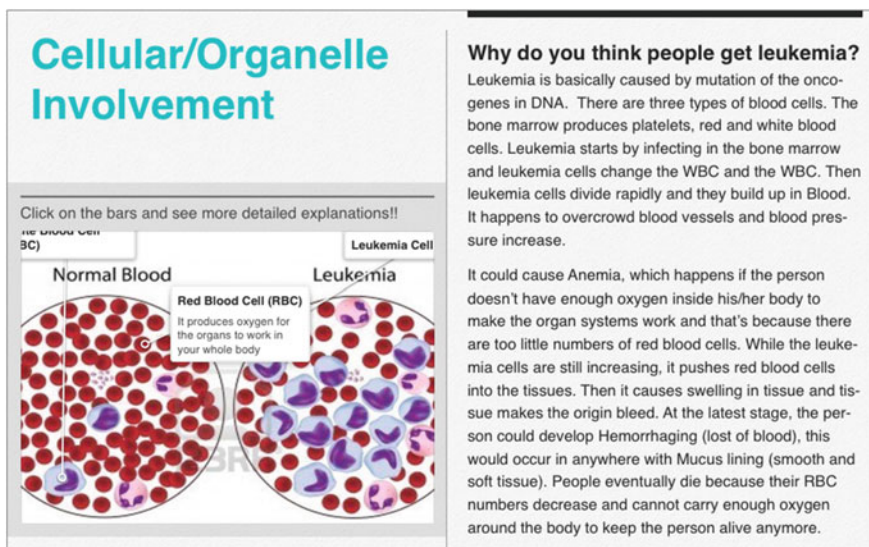 Cellular/Organelle
Involvement
Click on the bars and see more detailed explanations!!
BC)
Leukemia Cell
Normal Blood
Leukemia
Red Blood Cell (RBC)
It produces oxygen for
the organs to work in
your whole body
Why do you think people get leukemia?
Leukemia is basically caused by mutation of the onco-
genes in DNA.  There are three types of blood cells. The
bone marrow produces platelets, red and white blood
cells. Leukemia starts by infecting in the bone marrow
and leukemia cells change the WBC and the WBC. Then
leukemia cells divide rapidly and they build up in Blood.
It happens to overcrowd blood vessels and blood pres-
sure increase.
It could cause Anemia, which happens if the person
doesn't have enough oxygen inside his/her body to
make the organ systems work and that's because there
are too little numbers of red blood cells. While the leuke-
mia cells are still increasing, it pushes red blood cells
into the tissues. Then it causes swelling in tissue and tis-
sue makes the origin bleed. At the latest stage, the per-
son could develop Hemorrhaging (lost of blood), this
would occur in anywhere with Mucus lining (smooth and
soft tissue). People eventually die because their RBC
numbers decrease and cannot carry enough oxygen
around the body to keep the person alive anymore.